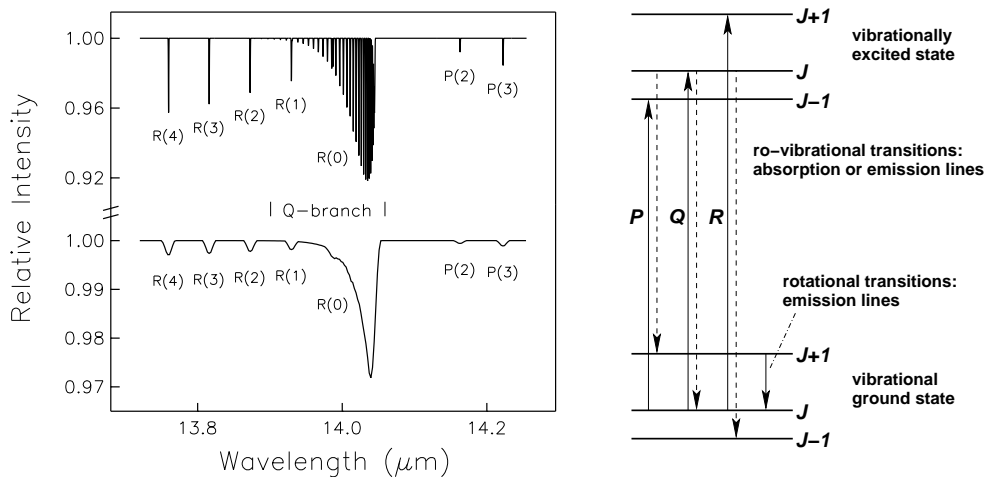 1.00
0.96
0.92
1.00
0.99
0.98
0.97
Relative Intensity
R(4)
R(3)
R(2)
R(1)
R(0)
P(2)
P(3)
| Q-branch |
R(4)
R(3)
R(2)
R(1)
R(0)
P(2)
P(3)
13.8
14.0
14.2
Wavelength (μm)
J+1
vibrationally
excited state
J
J−1
ro−vibrational transitions:
absorption or emission lines
P
Q
R
rotational transitions:
emission lines
J+1
vibrational
ground state
J
J−1